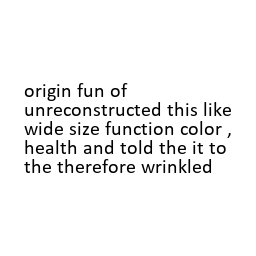 origin fun of
unreconstructed this like
wide size function color ,
health and told the it to
the therefore wrinkled